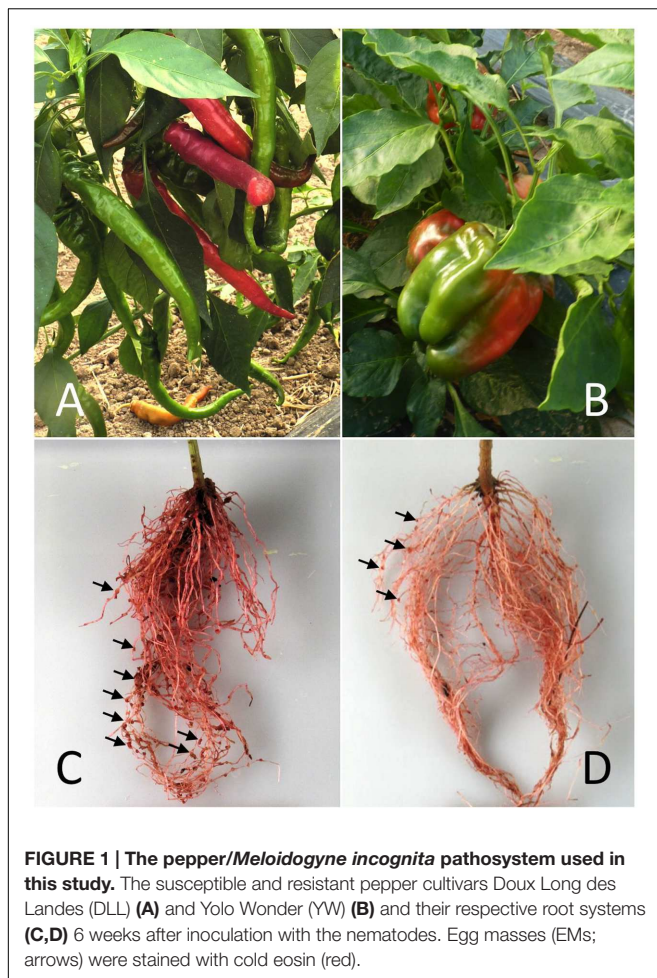 A
B
C
D
FIGURE 1 | The pepper/Meloidogyne incognita pathosystem used in
this study. The susceptible and resistant pepper cultivars Doux Long des
Landes (DLL) (A) and Yolo Wonder (YW) (B) and their respective root systems
(C,D) 6 weeks after inoculation with the nematodes. Egg masses (EMs;
arrows) were stained with cold eosin (red).